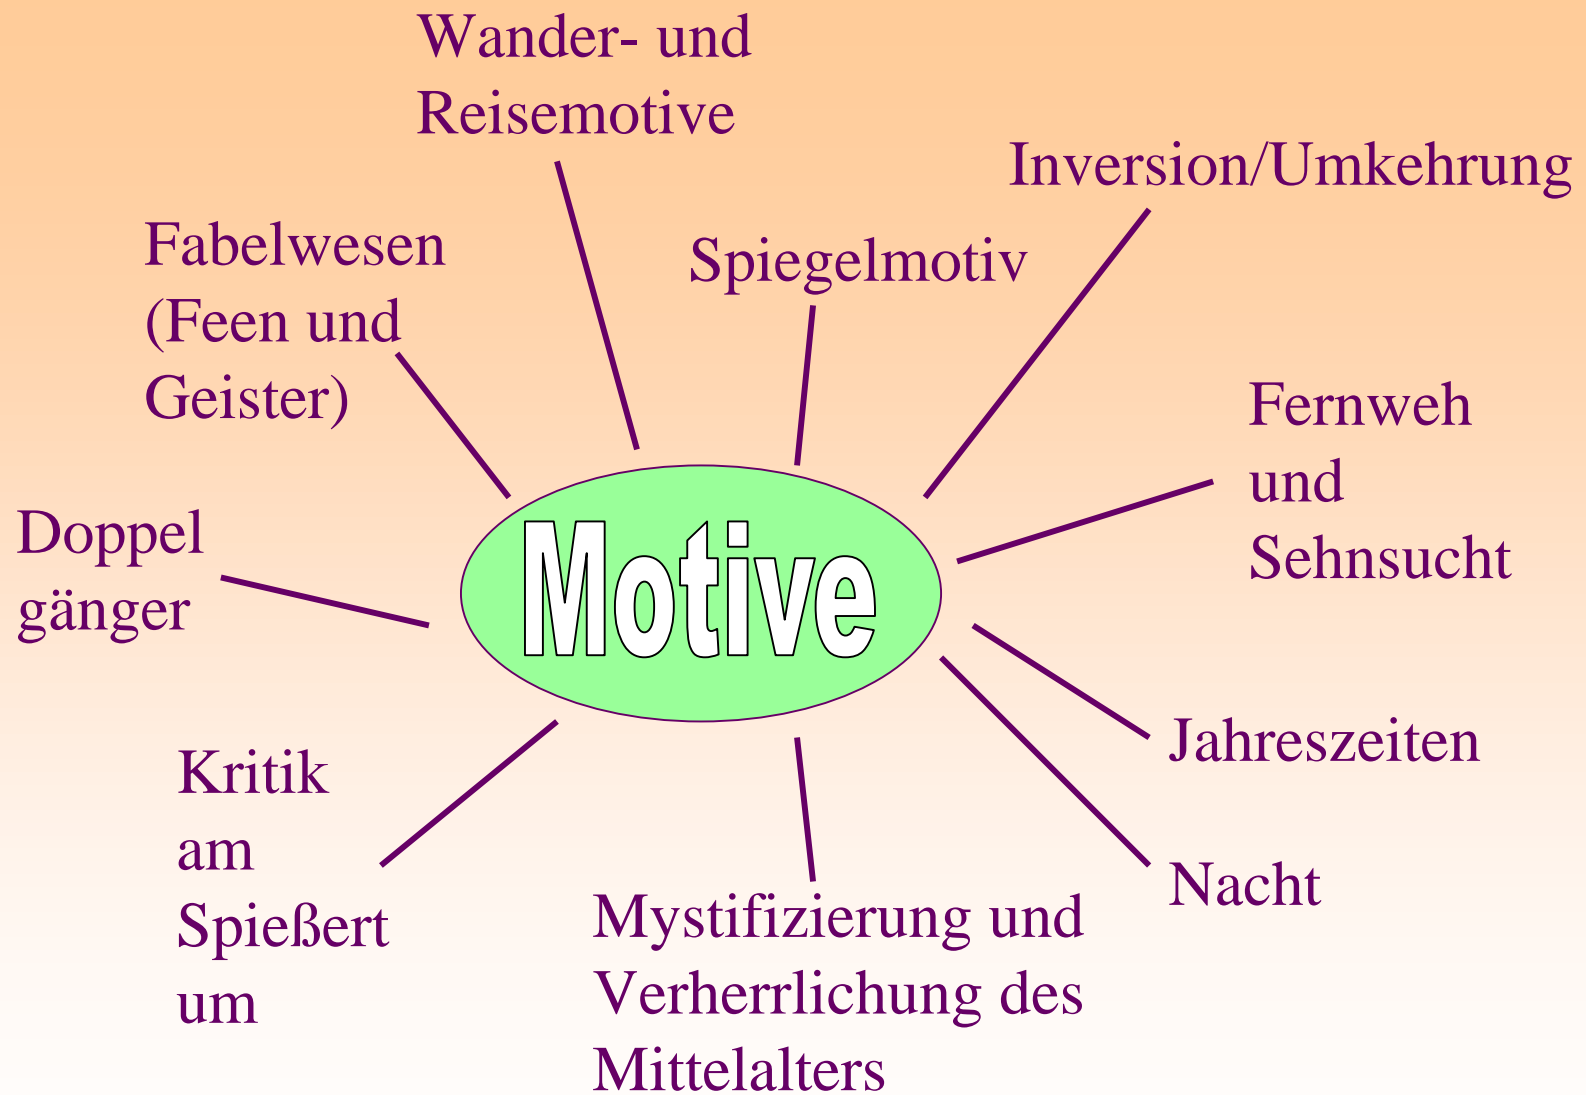 Wander- und
Reisemotive
Inversion/Umkehrung
Fabelwesen
(Feen und
Geister)
Spiegelmotiv
Fernweh
und
Sehnsucht
Doppel
gänger
Motive
Jahreszeiten
Kritik
am
Spießert
um
Nacht
Mystifizierung und
Verherrlichung des
Mittelalters